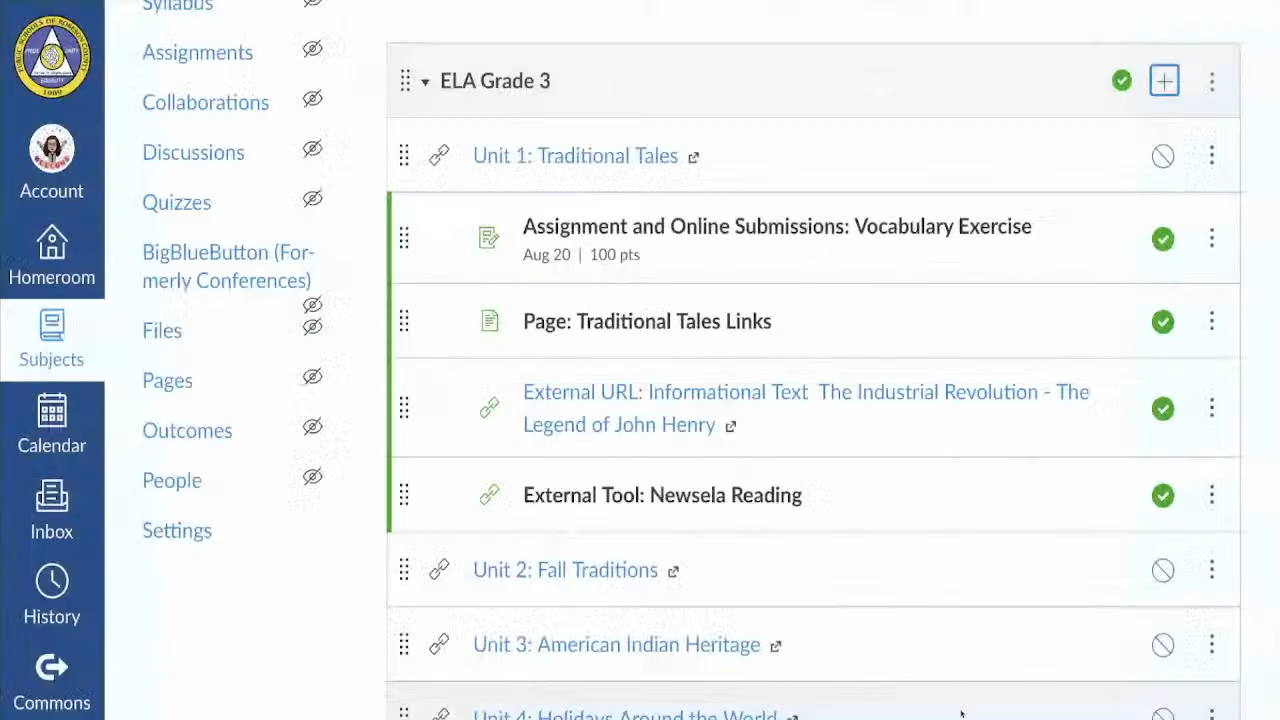 Syllabus
Assignments
Collaborations
Discussions
Quizzes
BigBlueButton (For-
merly Conferences)
Files
Pages
Outcomes
People
Settings
Account
Homeroom
Subjects
Calendar
Inbox
History
Commons
ELA Grade 3
Unit 1: Traditional Tales
Assignment and Online Submissions: Vocabulary Exercise
Aug 20 | 100 pts
Page: Traditional Tales Links
External URL: Informational Text The Industrial Revolution - The
Legend of John Henry
External Tool: Newsela Reading
Unit 2: Fall Traditions
Unit 3: American Indian Heritage
Unit 4: Holidays Around the World